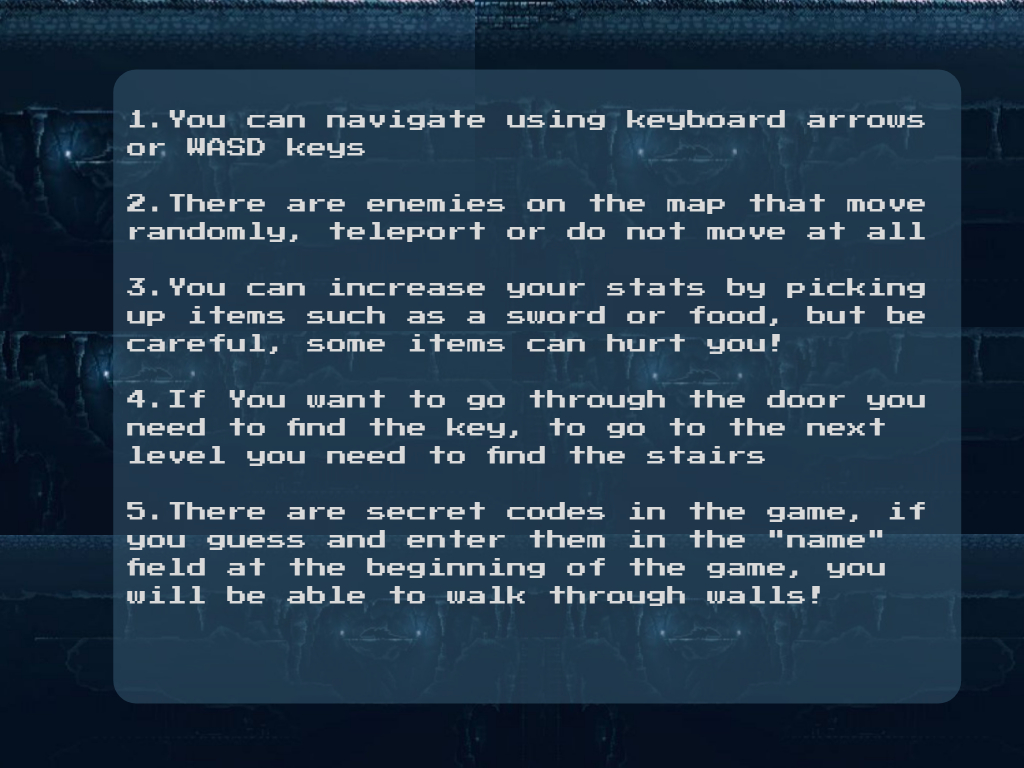 1.You can navigate using keyboard arrows
or WASD keys
2.There are enemies on the map that move
randomly, teleport or do not move at all
3.You can increase your stats by picking
up items such as a sword or food, but be
careful, some items can hurt you!
4.If You want to go through the door you
need to find the key, to go to the next
level you need to find the stairs
5.There are secret codes in the game, if
you guess and enter them in the "name"
field at the beginning of the game, you
will be able to walk through walls!